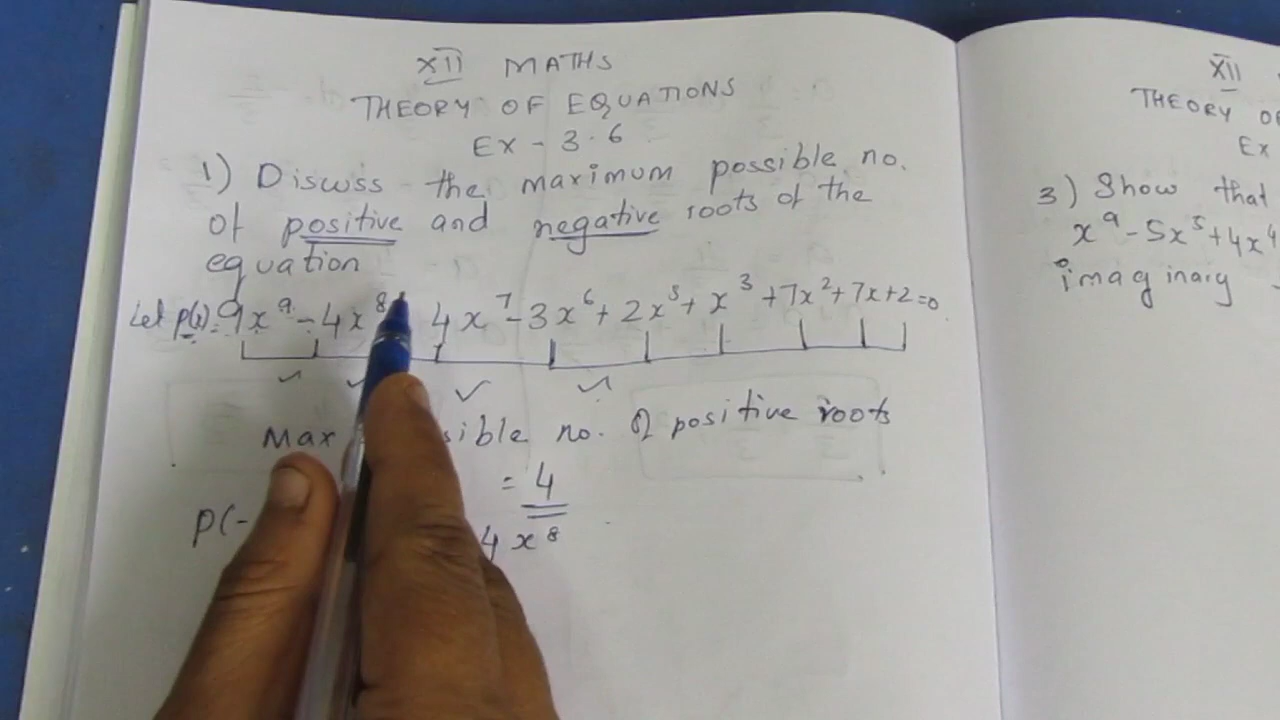 XII MATHS
THEORY OF EQUATIONS
EX - 3.6
1) Discuss the maximum possible no.
of positive and negative roots of the
equation
Let p(x) = 9x⁹ - 4x⁸ 4x⁷ - 3x⁶ + 2x⁵ + x³ + 7x² + 7x + 2 = 0.
Max sible no. of positive roots
= 4
P(- 4x⁸
XII
THEORY OF
Ex
3) Show that
x⁹ - 5x⁵ + 4x⁴
imaginary